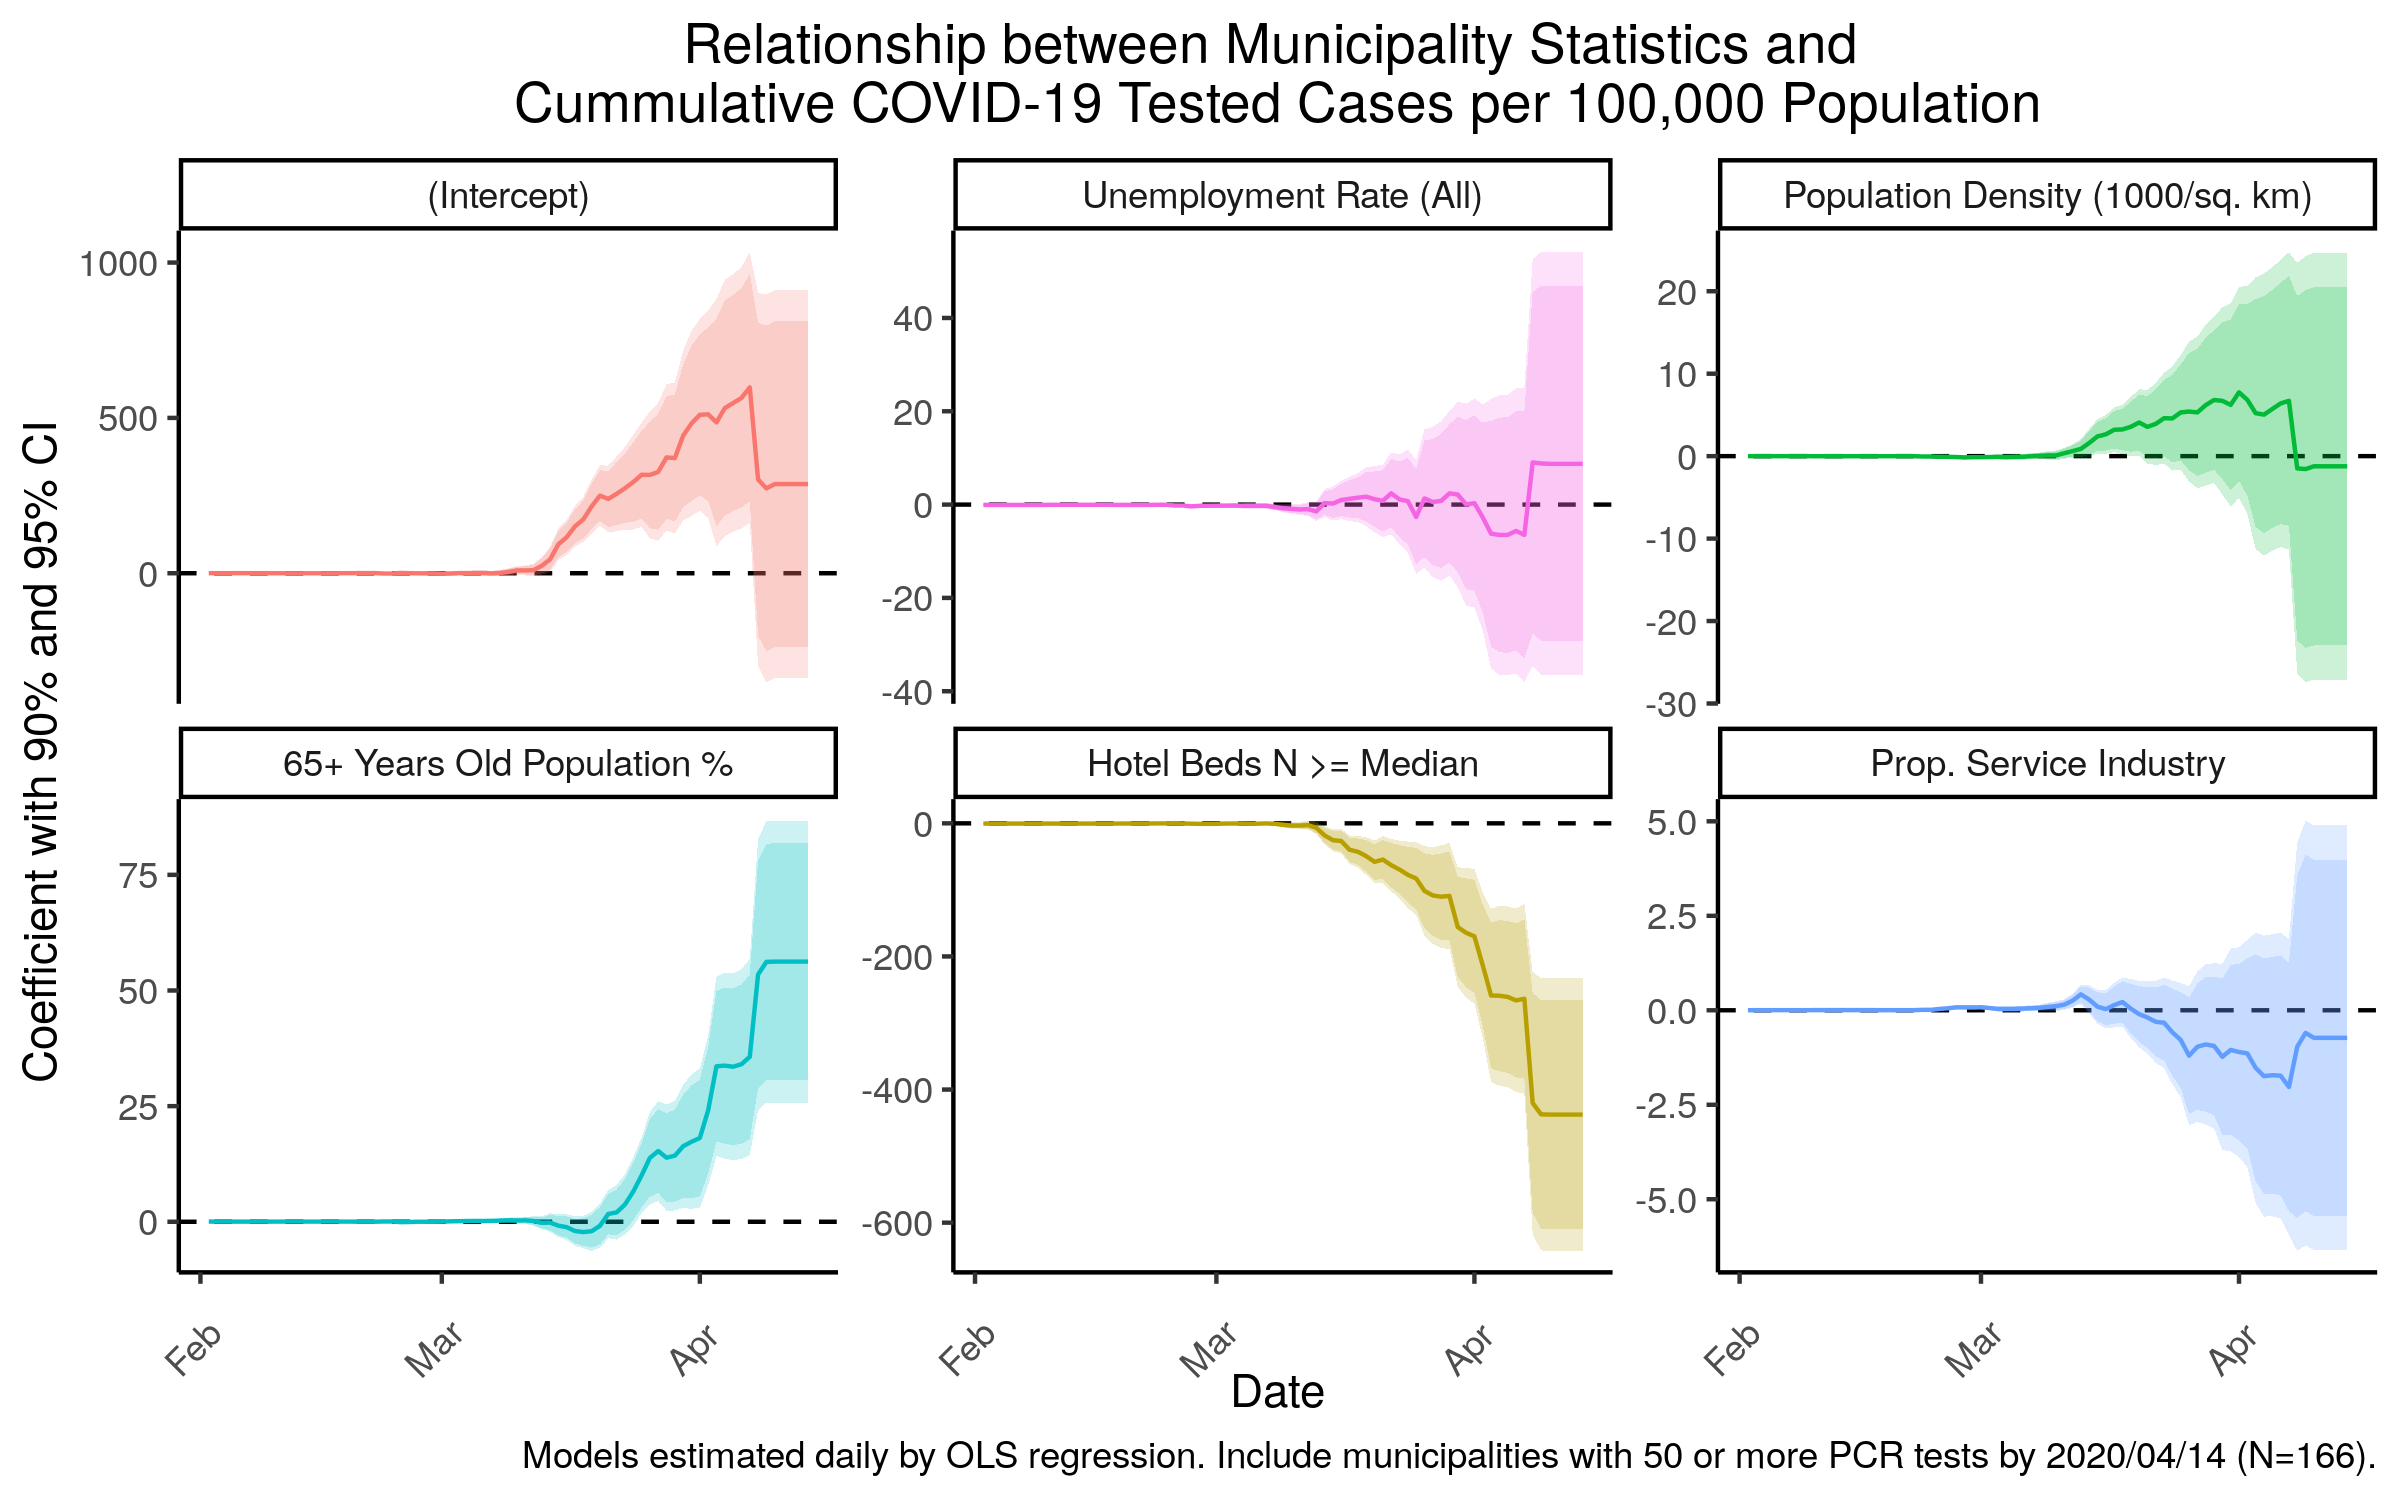 Relationship between Municipality Statistics and
Cummulative COVID-19 Tested Cases per 100,000 Population
Coefficient with 90% and 95% CI
(Intercept)
1000
500
0
Unemployment Rate (All)
40
20
0
-20
-40
Population Density (1000/sq. km)
20
10
0
-10
-20
-30
65+ Years Old Population %
75
50
25
0
Feb
Mar
Apr
Hotel Beds N >= Median
0
-200
-400
-600
Feb
Mar
Apr
Prop. Service Industry
5.0
2.5
0.0
-2.5
-5.0
Feb
Mar
Apr
Date
Models estimated daily by OLS regression. Include municipalities with 50 or more PCR tests by 2020/04/14 (N=166).